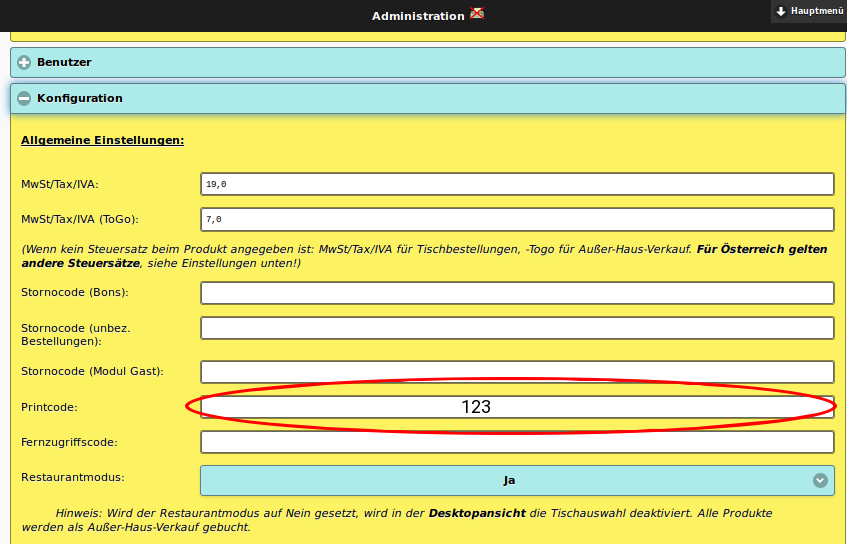 Administration
Hauptmenü
Benutzer
Konfiguration
Allgemeine Einstellungen:
MwSt/Tax/IVA:
19,0
MwSt/Tax/IVA (ToGo):
7,0
(Wenn kein Steuersatz beim Produkt angegeben ist: MwSt/Tax/IVA für Tischbestellungen, -Togo für Außer-Haus-Verkauf. Für Österreich gelten
andere Steuersätze, siehe Einstellungen unten!)
Stornocode (Bons):
Stornocode (unbez.
Bestellungen):
Stornocode (Modul Gast):
Printcode:
123
Fernzugriffscode:
Restaurantmodus:
Ja
Hinweis: Wird der Restaurantmodus auf Nein gesetzt, wird in der Desktopansicht die Tischauswahl deaktiviert. Alle Produkte
werden als Außer-Haus-Verkauf gebucht.